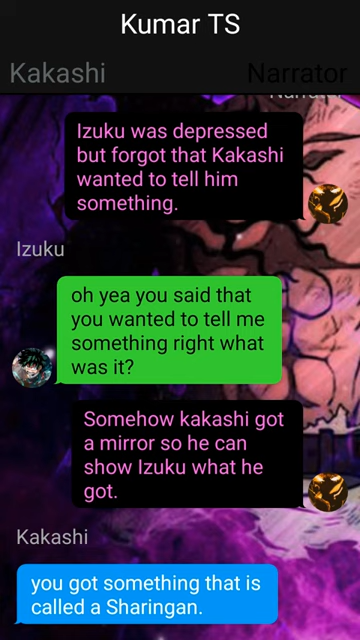 Kumar TS
Kakashi
Narrator
Narrator
Izuku was depressed
but forgot that Kakashi
wanted to tell him
something.
Izuku
oh yea you said that
you wanted to tell me
something right what
was it?
Somehow kakashi got
a mirror so he can
show Izuku what he
got.
Kakashi
you got something that is
called a Sharingan.